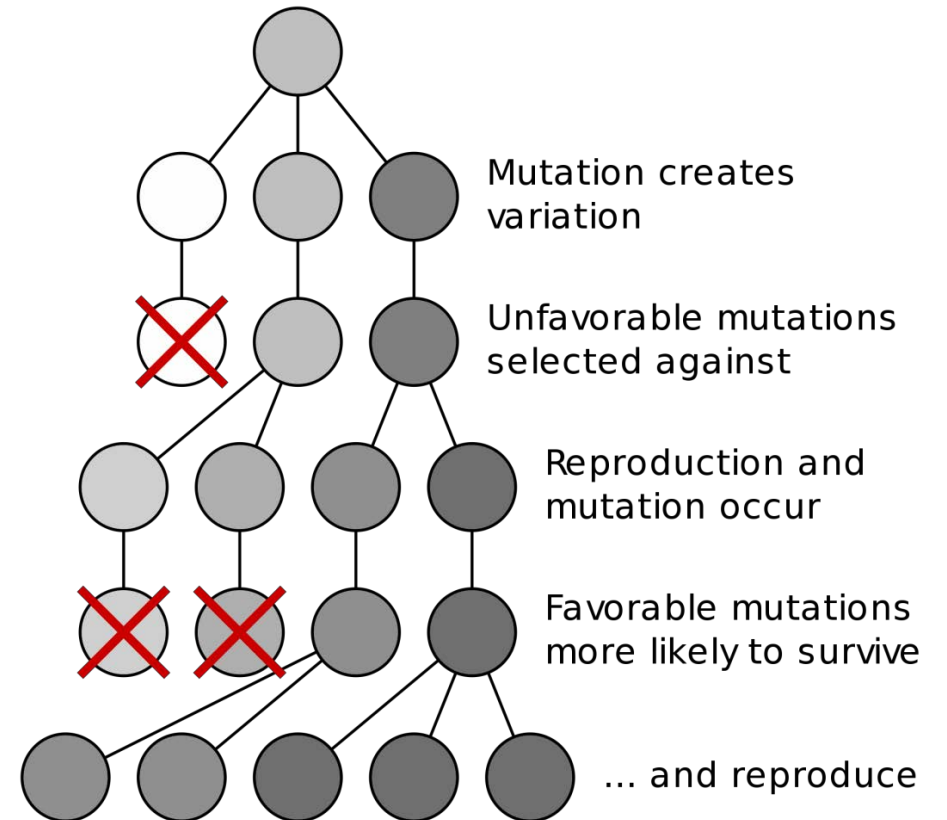 Mutation creates
variation
Unfavorable mutations
selected against
Reproduction and
mutation occur
Favorable mutations
more likely to survive
... and reproduce